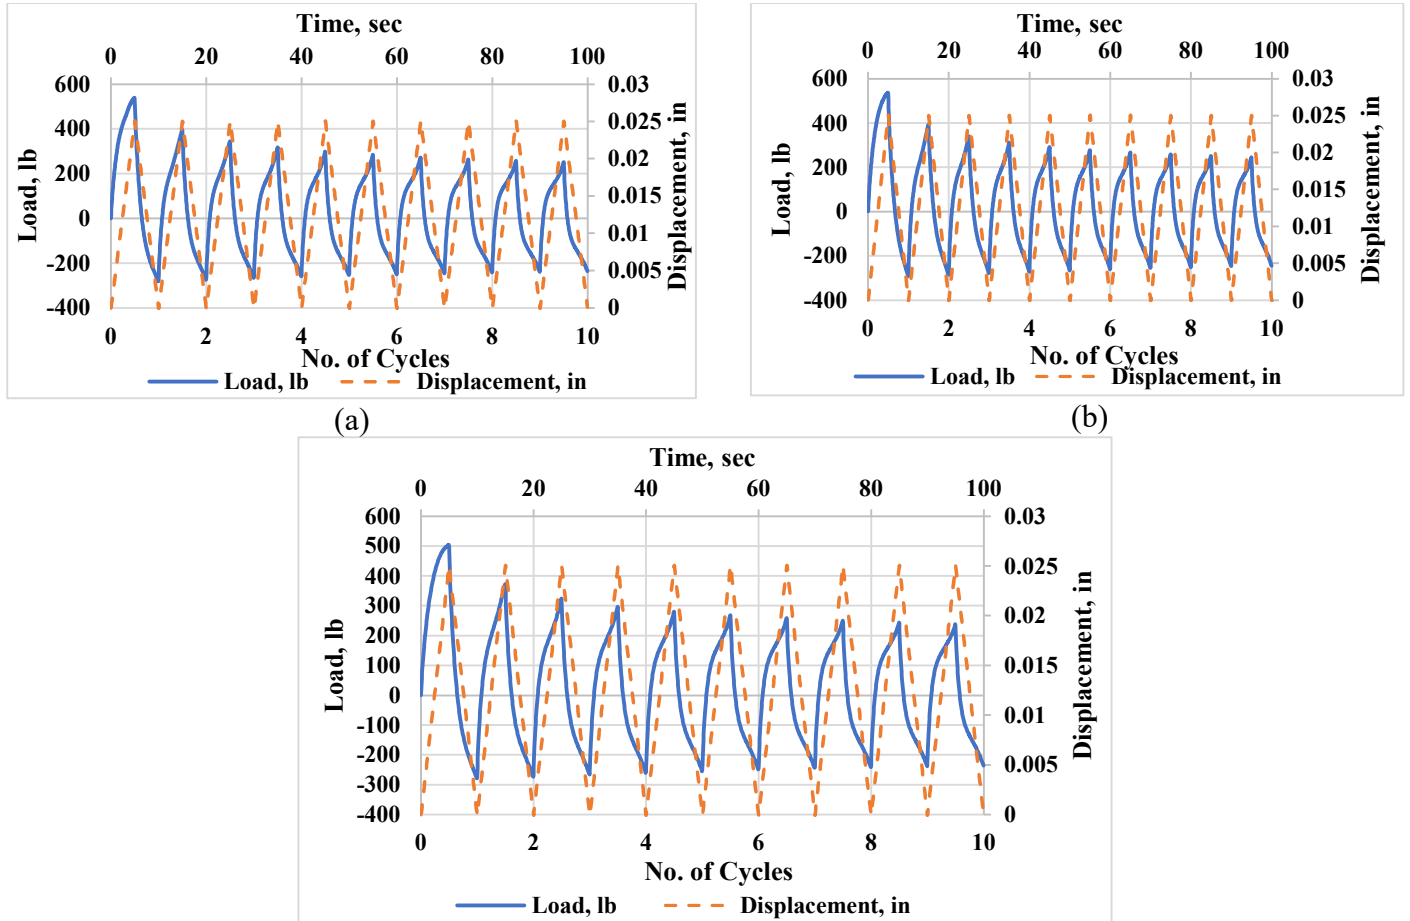 Time, sec
0 20 40 60 80 100
Load, lb
600
400
200
0
-200
-400
0.03
0.025
0.02
0.015
0.01
0.005
0
Displacement, in
0 2 4 6 8 10
No. of Cycles
Load, lb Displacement, in
(a)
Time, sec
0 20 40 60 80 100
Load, lb
600
400
200
0
-200
-400
0.03
0.025
0.02
0.015
0.01
0.005
0
Displacement, in
0 2 4 6 8 10
No. of Cycles
Load, lb Displacement, in
(b)
Time, sec
0 20 40 60 80 100
Load, lb
600
500
400
300
200
100
0
-100
-200
-300
-400
0.03
0.025
0.02
0.015
0.01
0.005
0
Displacement, in
0 2 4 6 8 10
No. of Cycles
Load, lb Displacement, in